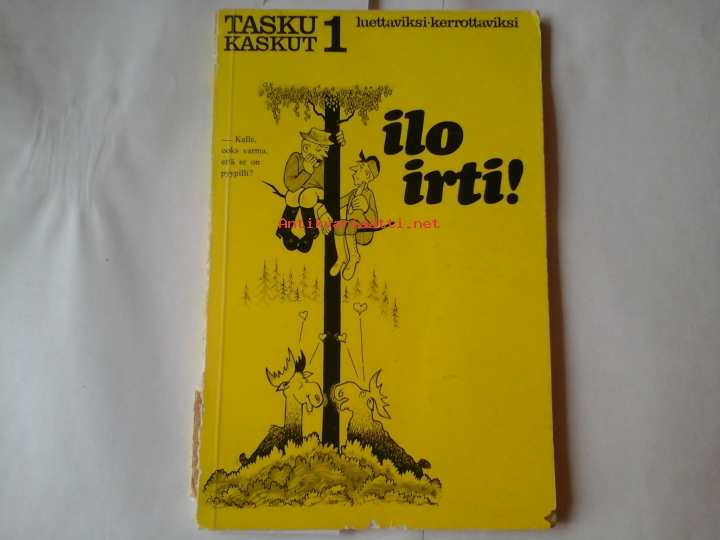 TASKU
KASKUT 1
luettaviksi·kerrottaviksi
ilo
irti!
— Kalle,
ooks varma,
että se on
pyypilli?
Antikvariaatti.net